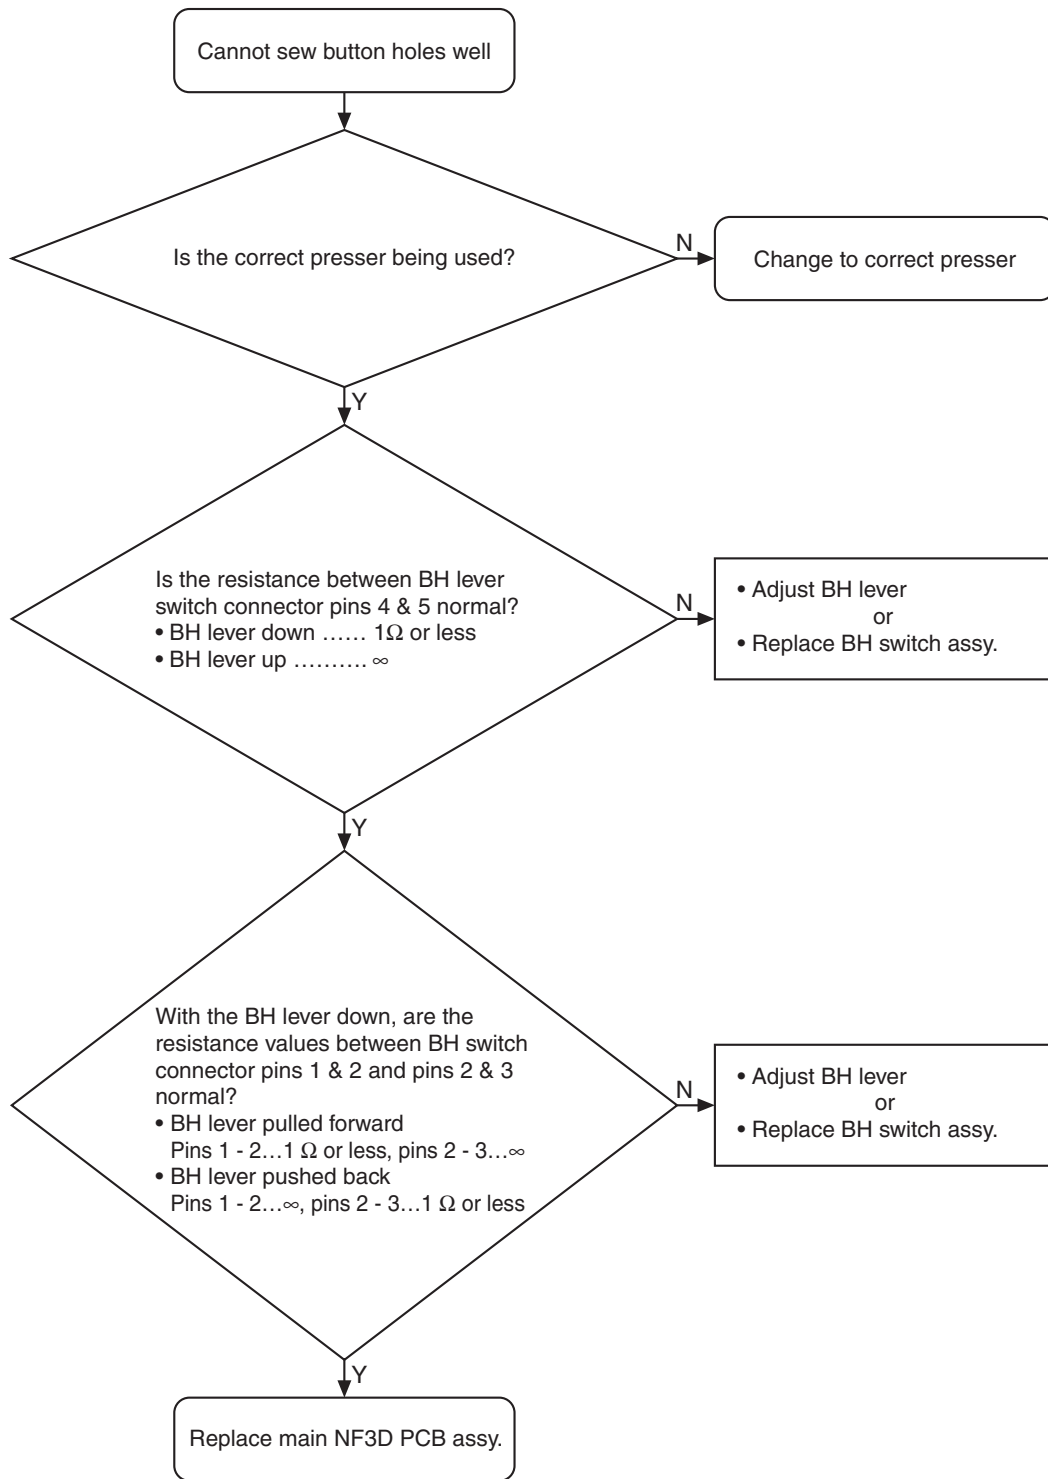 Cannot sew button holes well
Is the correct presser being used?
N
Change to correct presser
Y
Is the resistance between BH lever
switch connector pins 4 & 5 normal?
• BH lever down …… 1Ω or less
• BH lever up ………. ∞
N
• Adjust BH lever
or
• Replace BH switch assy.
Y
With the BH lever down, are the
resistance values between BH switch
connector pins 1 & 2 and pins 2 & 3
normal?
• BH lever pulled forward
Pins 1 - 2…1 Ω or less, pins 2 - 3…∞
• BH lever pushed back
Pins 1 - 2…∞, pins 2 - 3…1 Ω or less
N
• Adjust BH lever
or
• Replace BH switch assy.
Y
Replace main NF3D PCB assy.